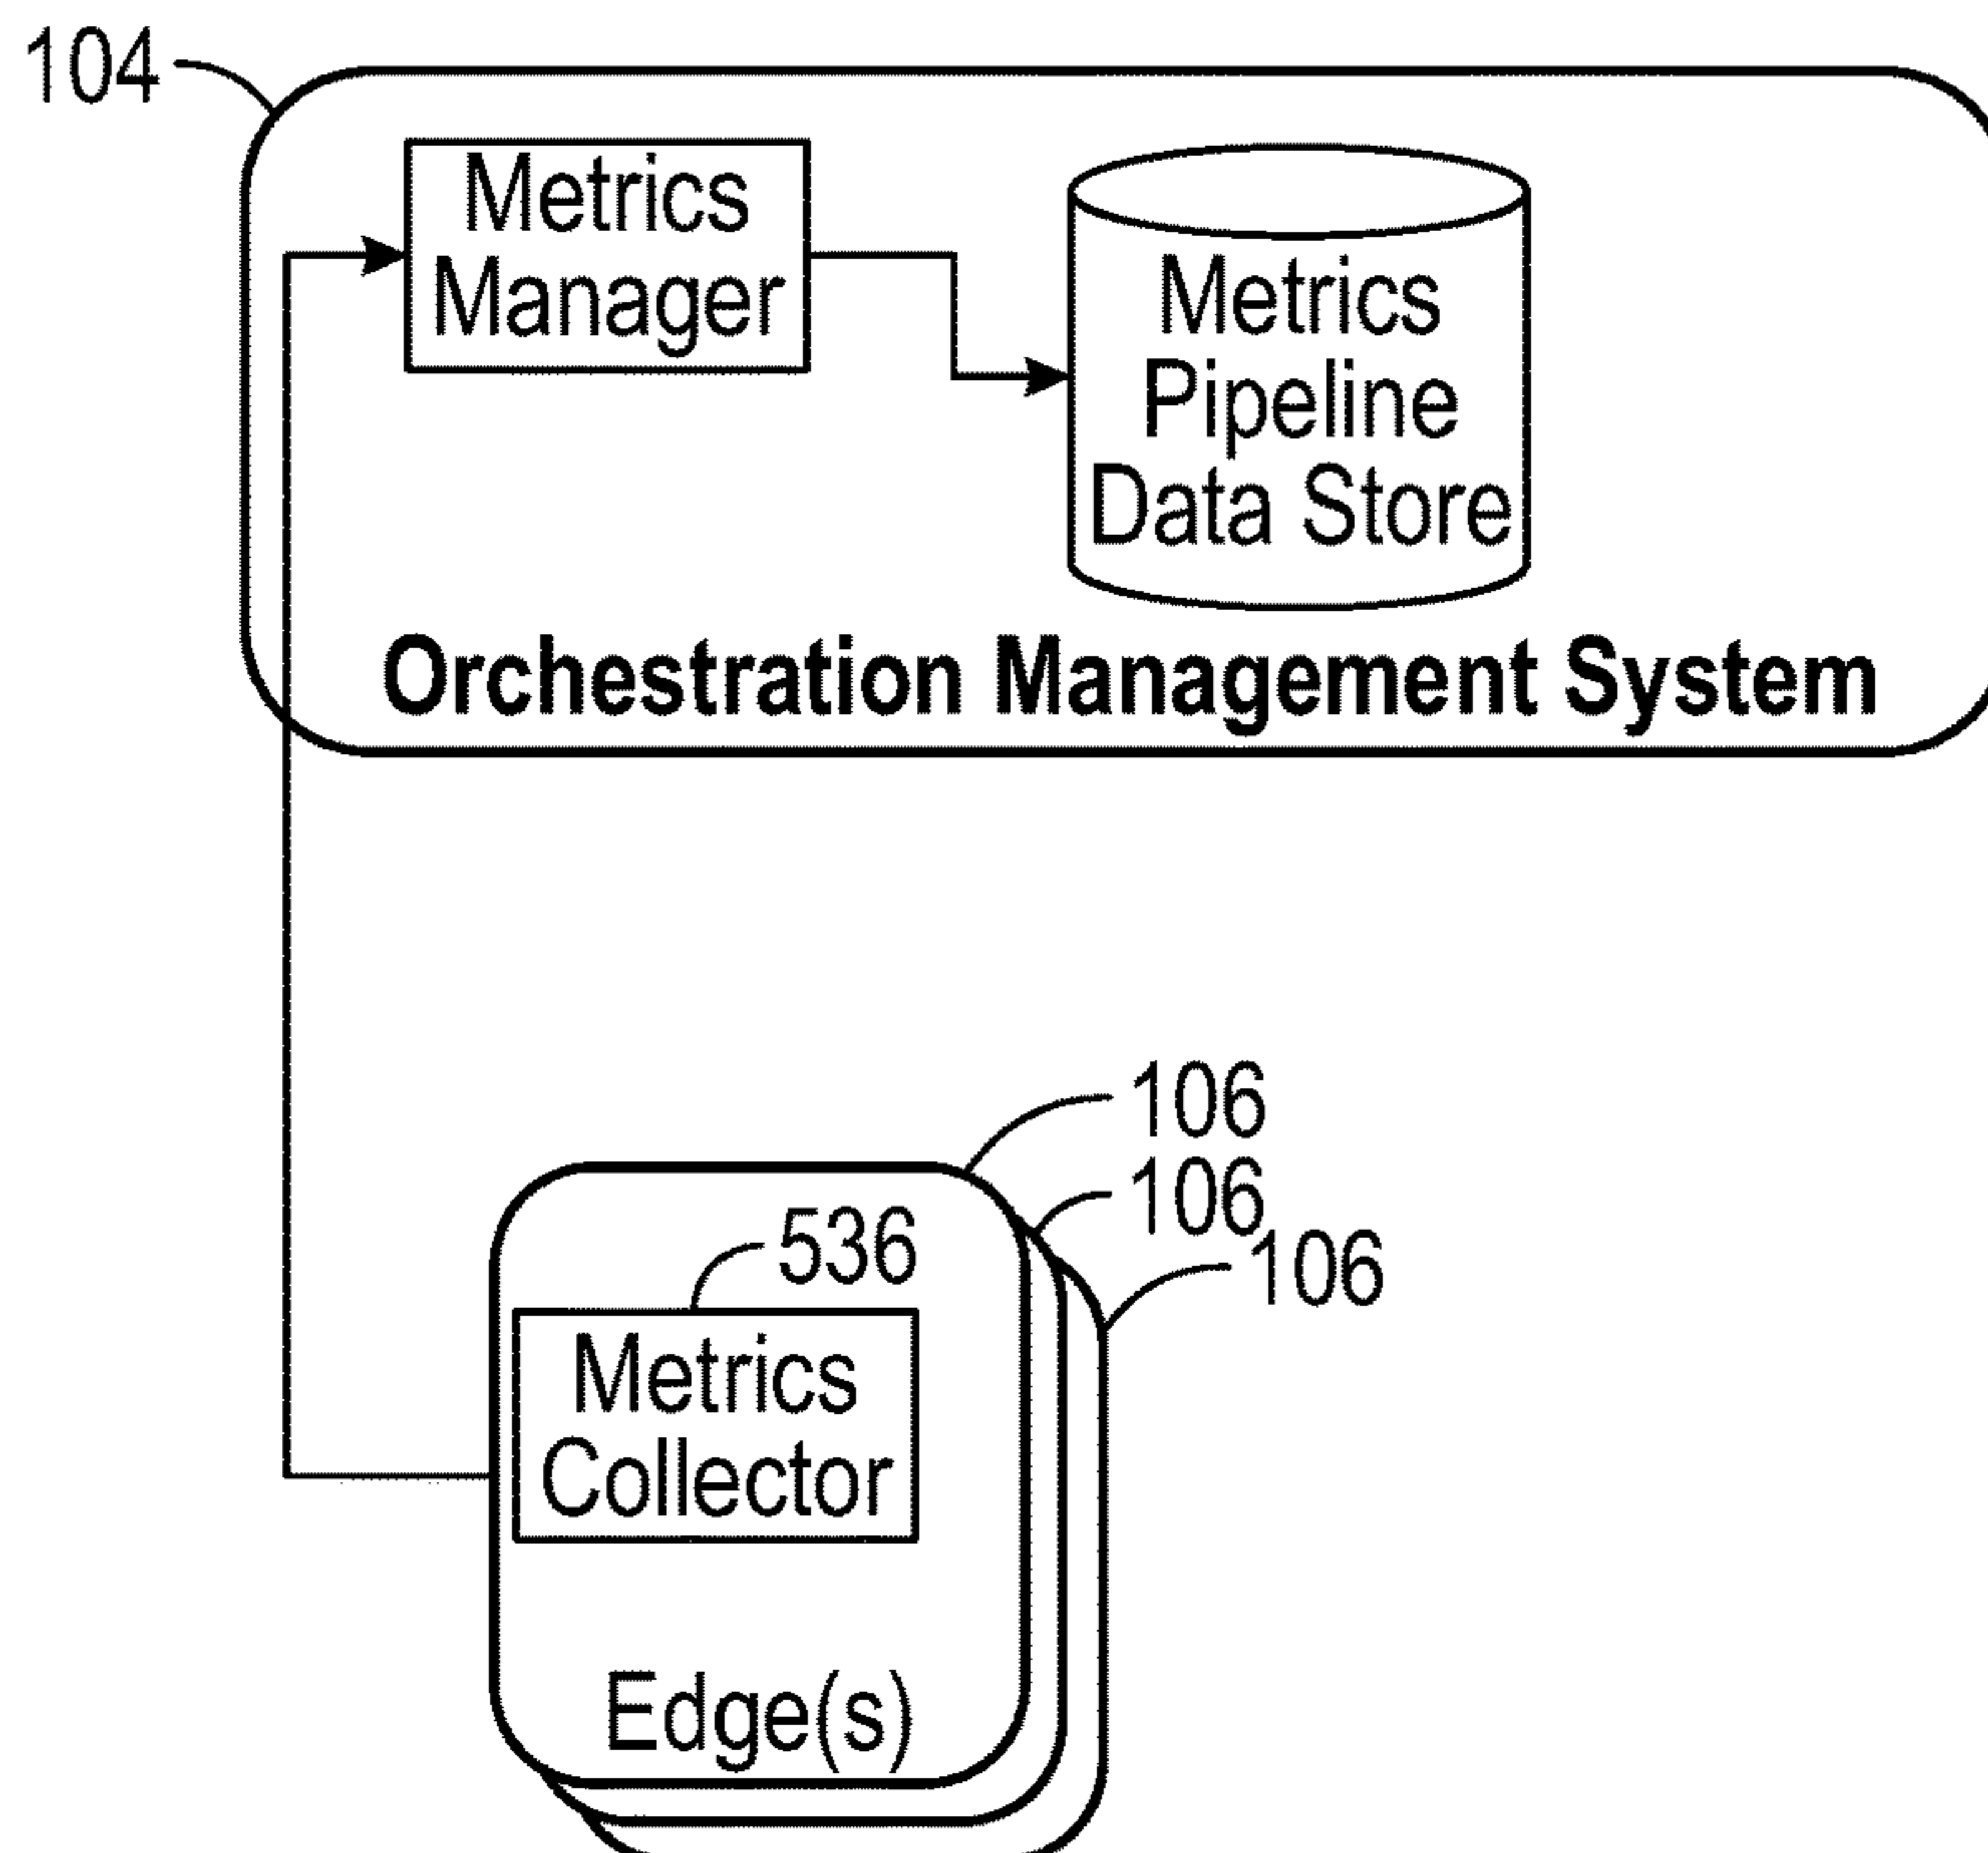 104
Metrics
Manager
Metrics
Pipeline
Data Store
Orchestration Management System
106
106
106
536
Metrics
Collector
Edge(s)